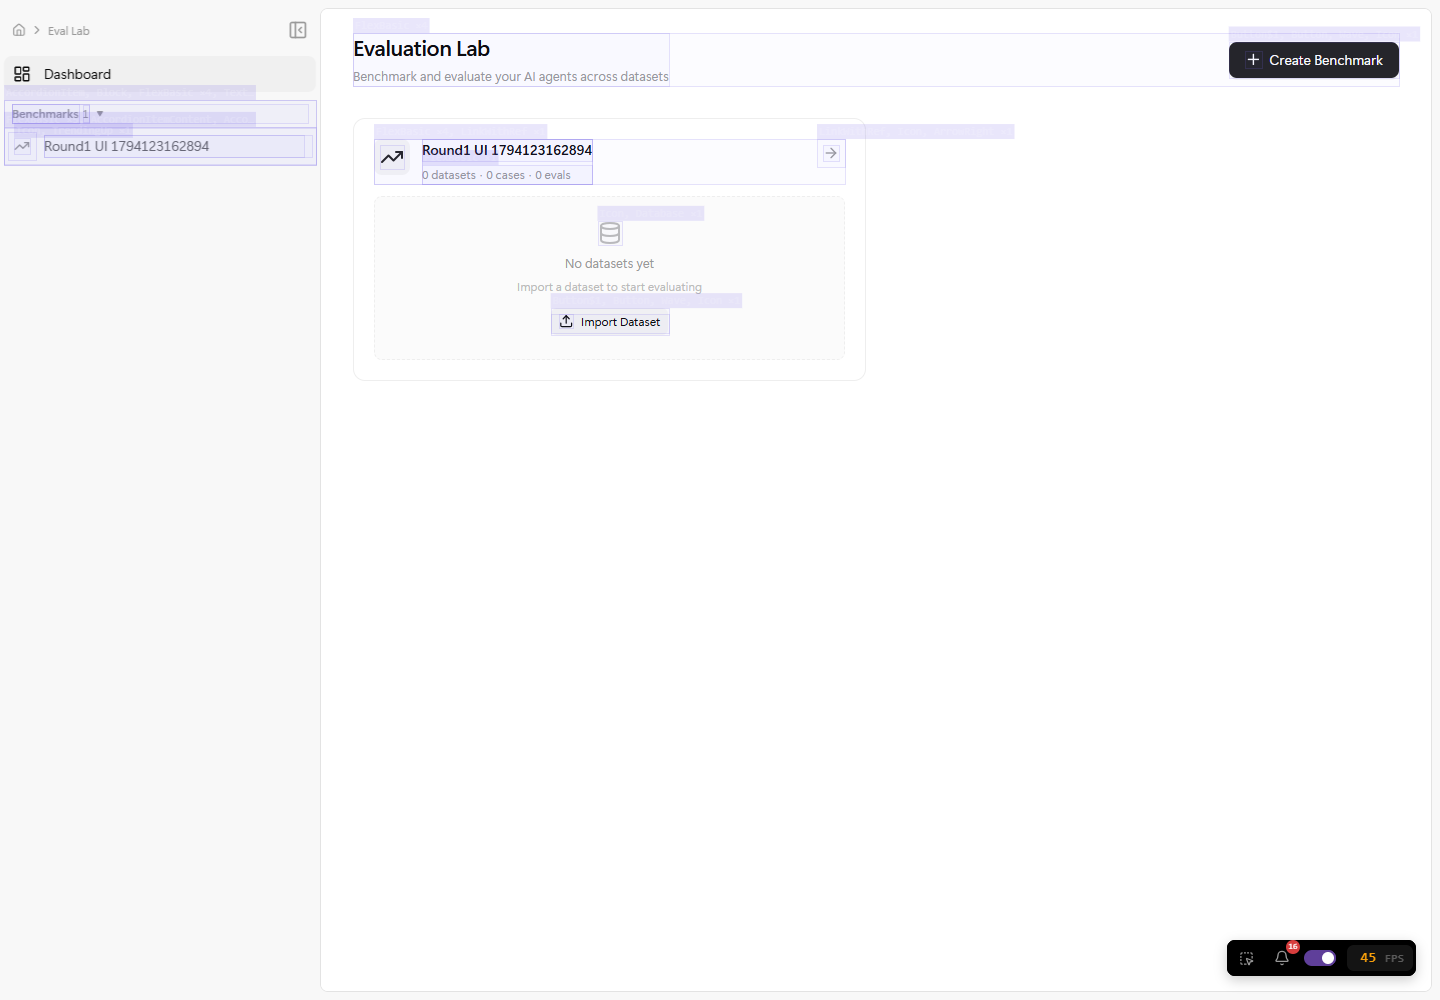 Eval Lab
Dashboard
Benchmarks 1
Round1 UI 1794123162894
Evaluation Lab
Benchmark and evaluate your AI agents across datasets
Create Benchmark
Round1 UI 1794123162894
0 datasets · 0 cases · 0 evals
No datasets yet
Import a dataset to start evaluating
Import Dataset
16
45 FPS